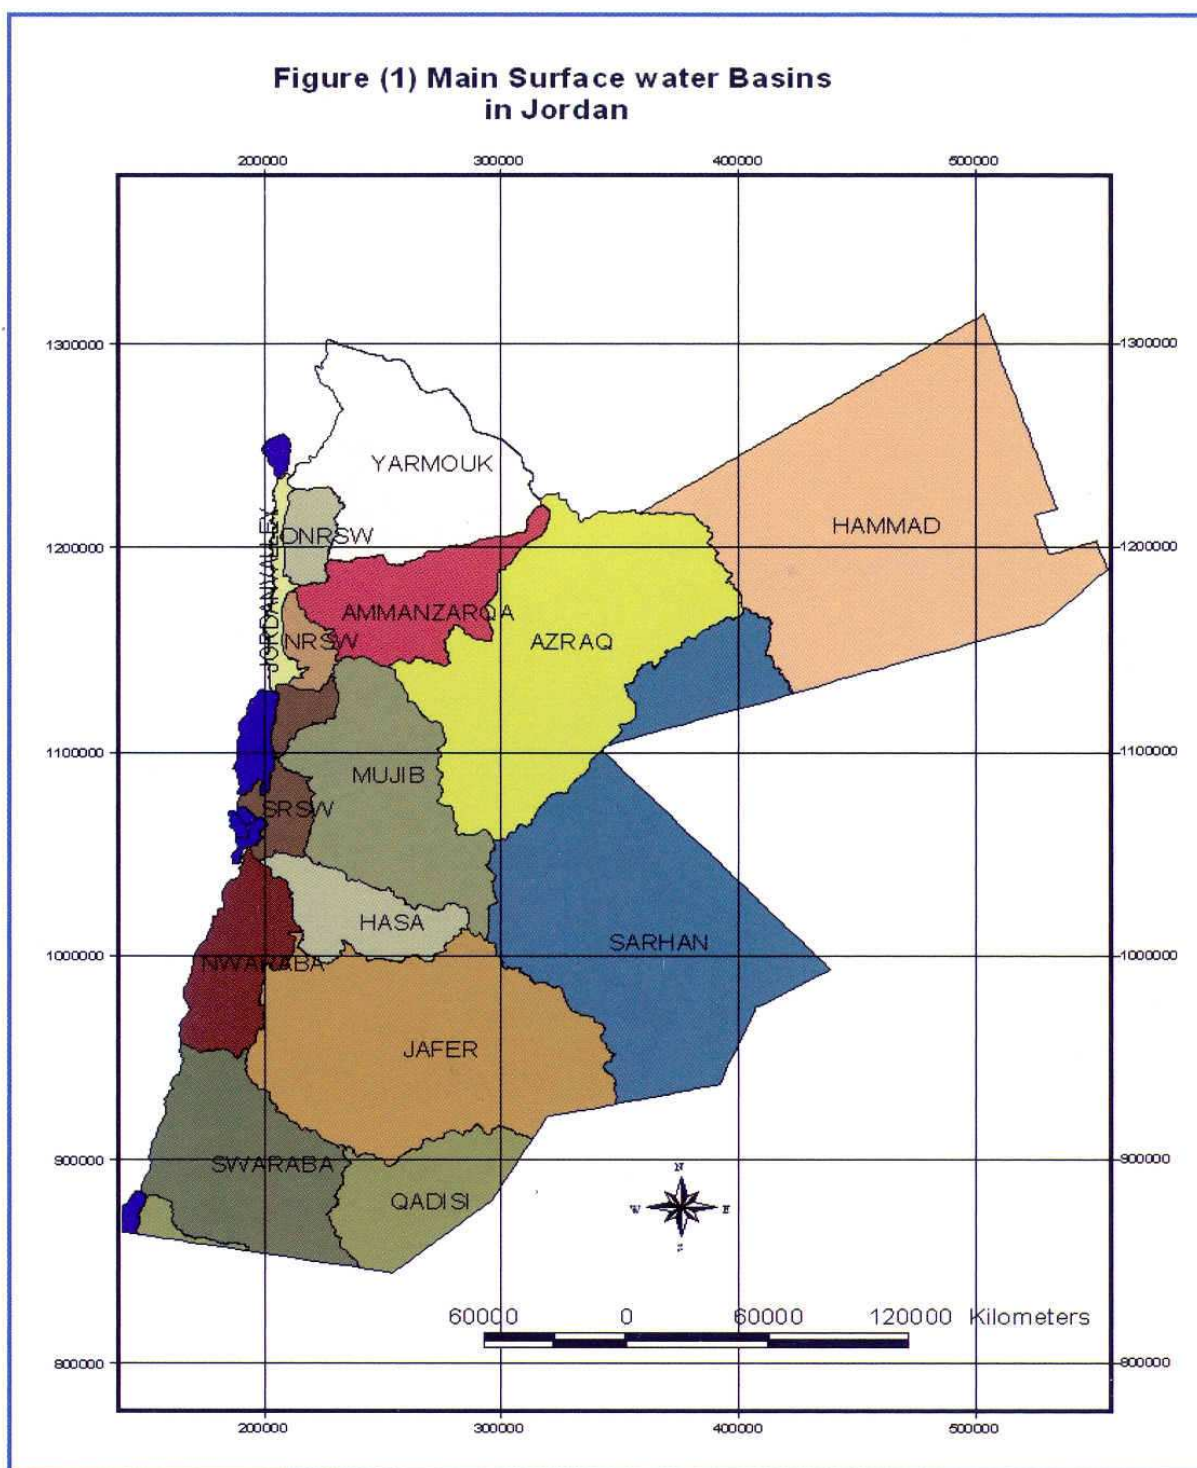 Figure (1) Main Surface water Basins
in Jordan
200000 300000 400000 500000
1300000 1300000
YARMOUK
HAMMAD
DNRSW
1200000 1200000
JORDANVALLEY
AMMANZARQA
NRSW
AZRAQ
1100000 1100000
MUJIB
SRSW
HASA
SARHAN
1000000 1000000
NWARABA
JAFER
SWARABA
900000 900000
QADISI
N
W E
S
60000 0 60000 120000 Kilometers
800000 800000
200000 300000 400000 500000